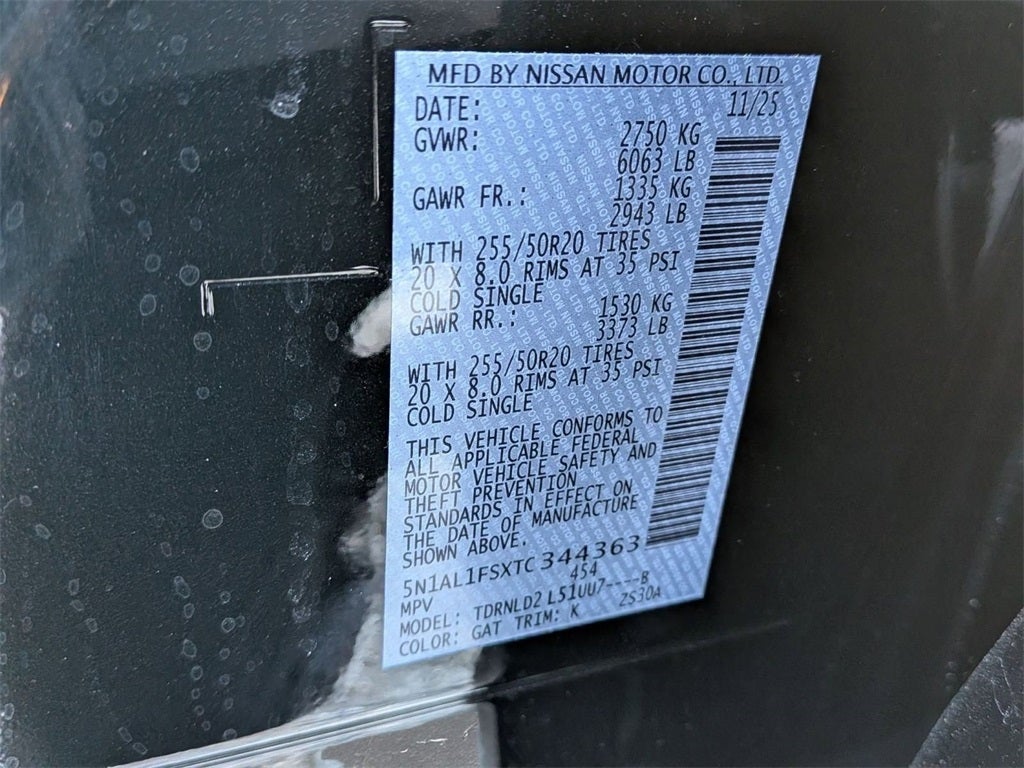 MFD BY NISSAN MOTOR CO., LTD.
DATE: 11/25
GVWR: 2750 KG
6063 LB
GAWR FR.: 1335 KG
2943 LB
WITH 255/50R20 TIRES
20 X 8.0 RIMS AT 35 PSI
COLD SINGLE
GAWR RR.: 1530 KG
3373 LB
WITH 255/50R20 TIRES
20 X 8.0 RIMS AT 35 PSI
COLD SINGLE
THIS VEHICLE CONFORMS TO
ALL APPLICABLE FEDERAL
MOTOR VEHICLE SAFETY AND
THEFT PREVENTION
STANDARDS IN EFFECT ON
THE DATE OF MANUFACTURE
SHOWN ABOVE.
5N1AL1FSXTC344363
MPV 454
MODEL: TDRNLD2 L51UU7----B
COLOR: GAT TRIM: K 2S30A